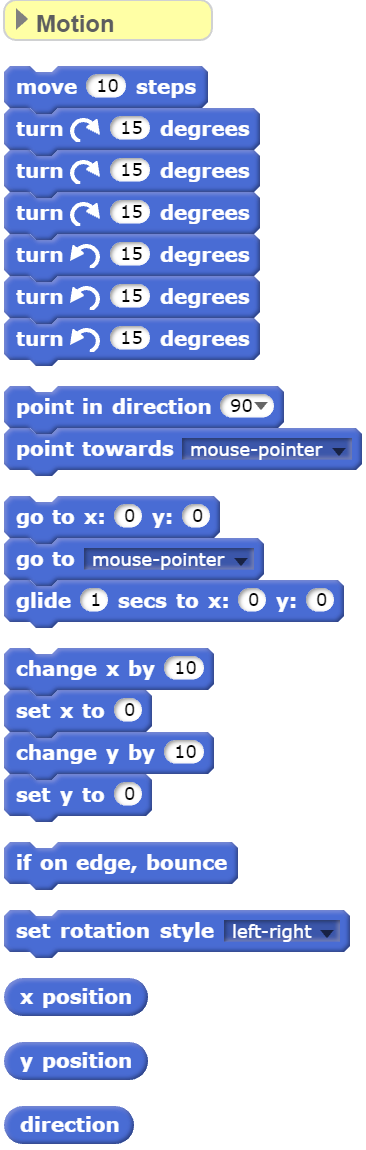 Motion
move 10 steps
turn 15 degrees
turn 15 degrees
turn 15 degrees
turn 15 degrees
turn 15 degrees
turn 15 degrees
point in direction 90
point towards mouse-pointer
go to x: 0 y: 0
go to mouse-pointer
glide 1 secs to x: 0 y: 0
change x by 10
set x to 0
change y by 10
set y to 0
if on edge, bounce
set rotation style left-right
x position
y position
direction